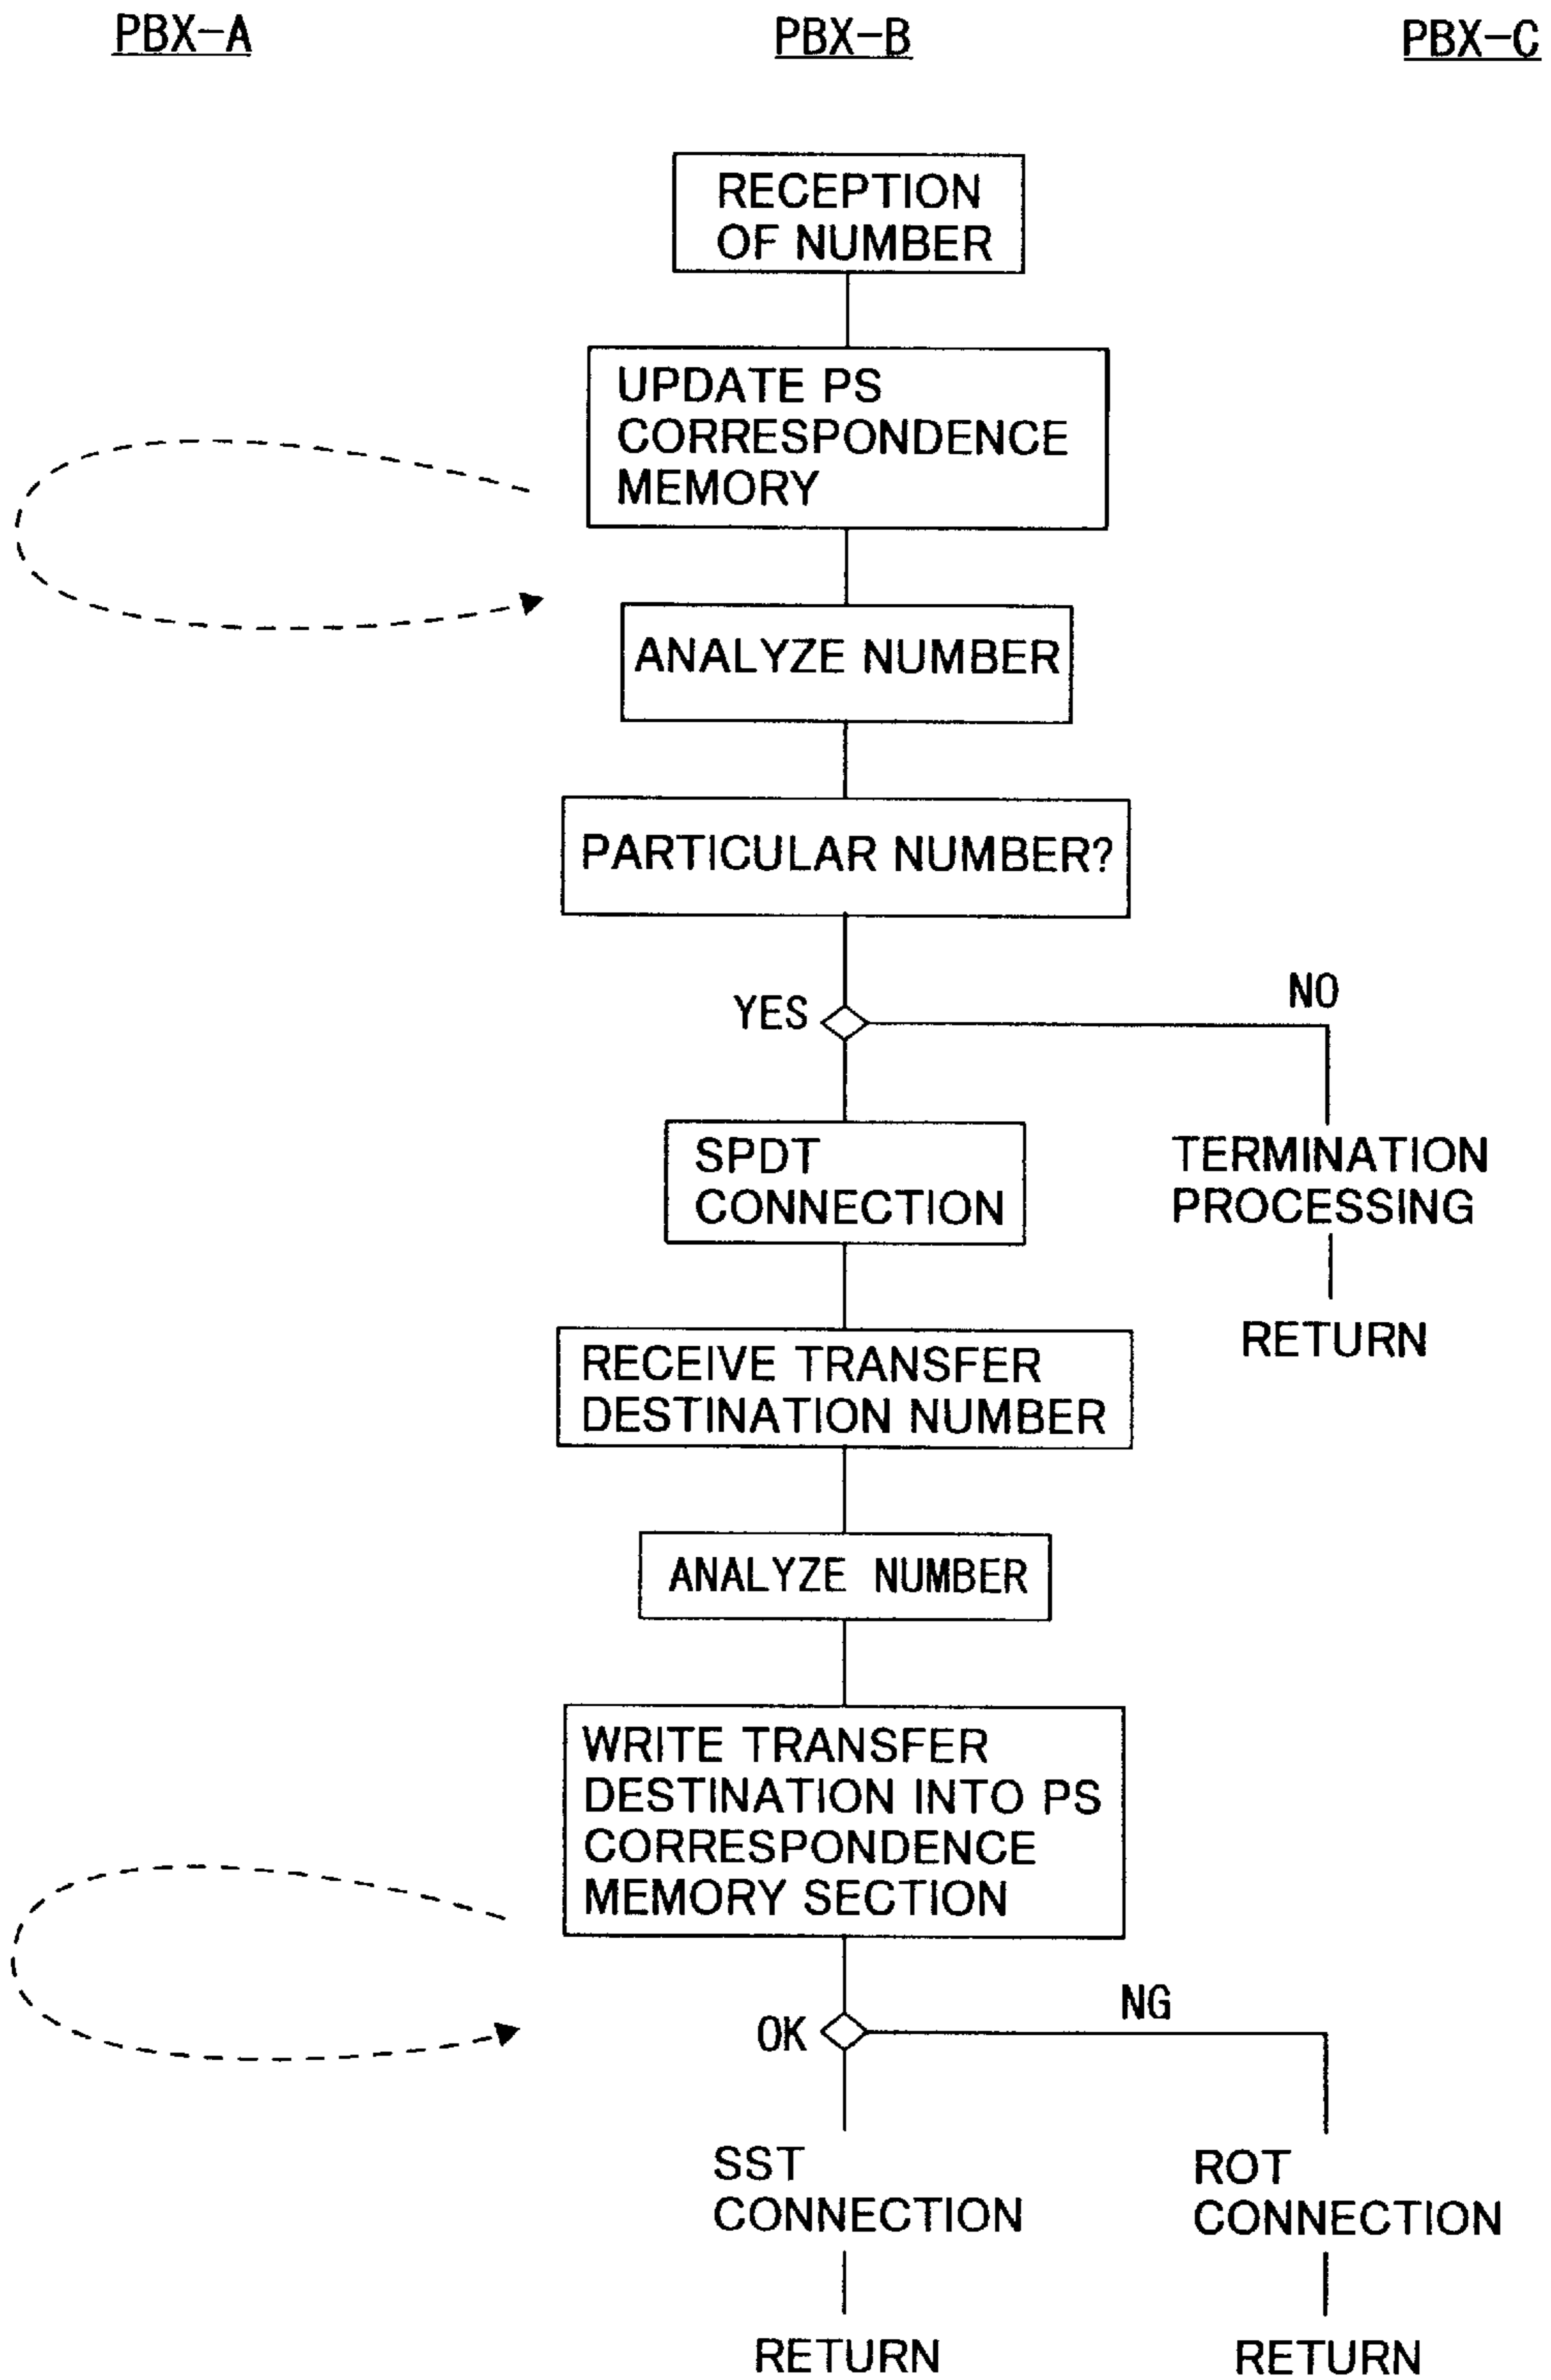 PBX-A
PBX-B
PBX-C
RECEPTION
OF NUMBER
UPDATE PS
CORRESPONDENCE
MEMORY
ANALYZE NUMBER
PARTICULAR NUMBER?
YES
NO
SPDT
CONNECTION
TERMINATION
PROCESSING
RETURN
RECEIVE TRANSFER
DESTINATION NUMBER
ANALYZE NUMBER
WRITE TRANSFER
DESTINATION INTO PS
CORRESPONDENCE
MEMORY SECTION
OK
NG
SST
CONNECTION
ROT
CONNECTION
RETURN
RETURN